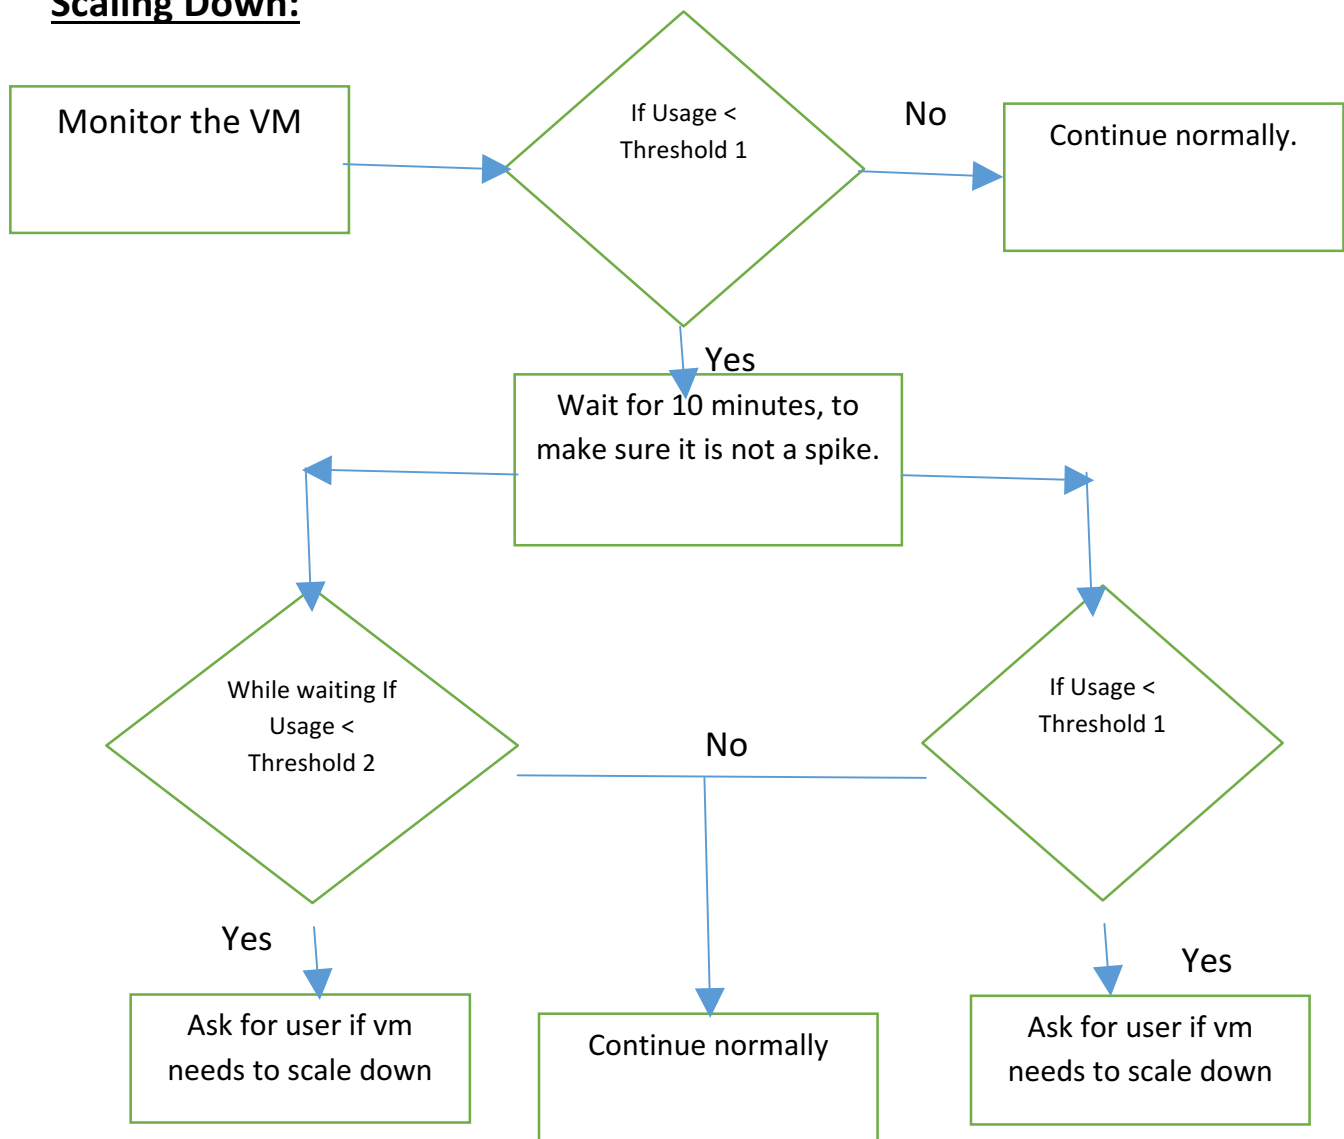 Scaling Down:
Monitor the VM
If Usage <
Threshold 1
No
Continue normally.
Yes
Wait for 10 minutes, to
make sure it is not a spike.
While waiting If
Usage <
Threshold 2
No
If Usage <
Threshold 1
Yes
Yes
Ask for user if vm
needs to scale down
Continue normally
Ask for user if vm
needs to scale down